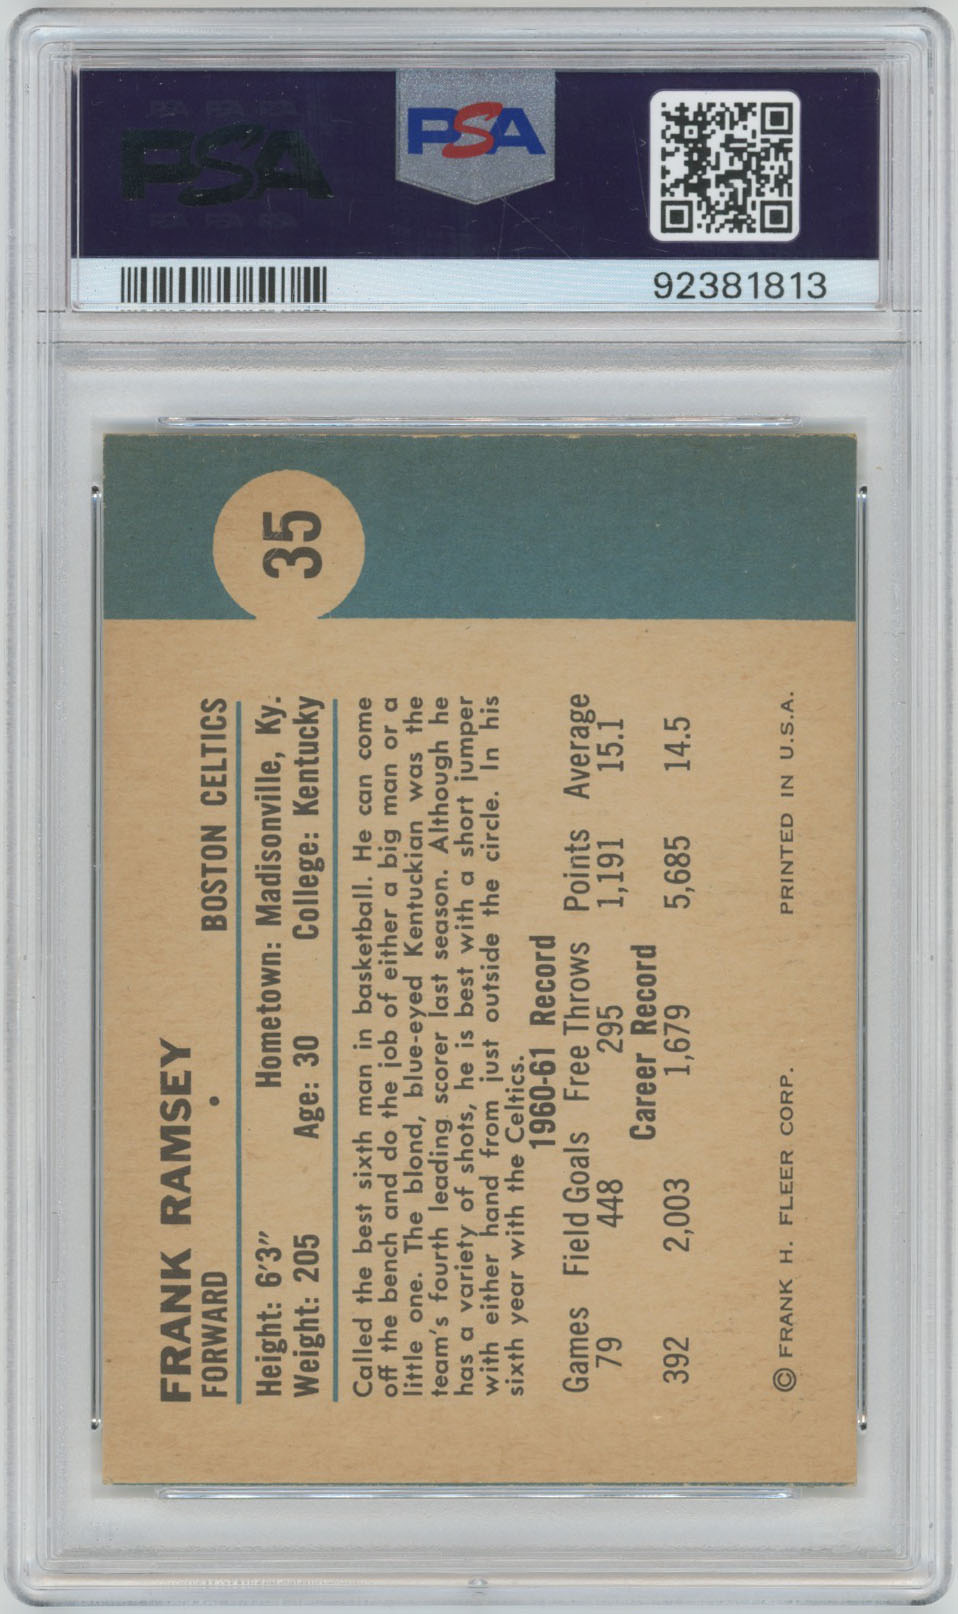 PSA
PSA
92381813
35
FRANK RAMSEY
FORWARD • BOSTON CELTICS
Height: 6'3" Hometown: Madisonville, Ky.
Weight: 205 Age: 30 College: Kentucky
Called the best sixth man in basketball. He can come
off the bench and do the job of either a big man or a
little one. The blond, blue-eyed Kentuckian was the
team's fourth leading scorer last season. Although he
has a variety of shots, he is best with a short jumper
with either hand from just outside the circle. In his
sixth year with the Celtics.
1960-61 Record
Games Field Goals Free Throws Points Average
79 448 295 1,191 15.1
Career Record
392 2,003 1,679 5,685 14.5
© FRANK H. FLEER CORP. PRINTED IN U.S.A.